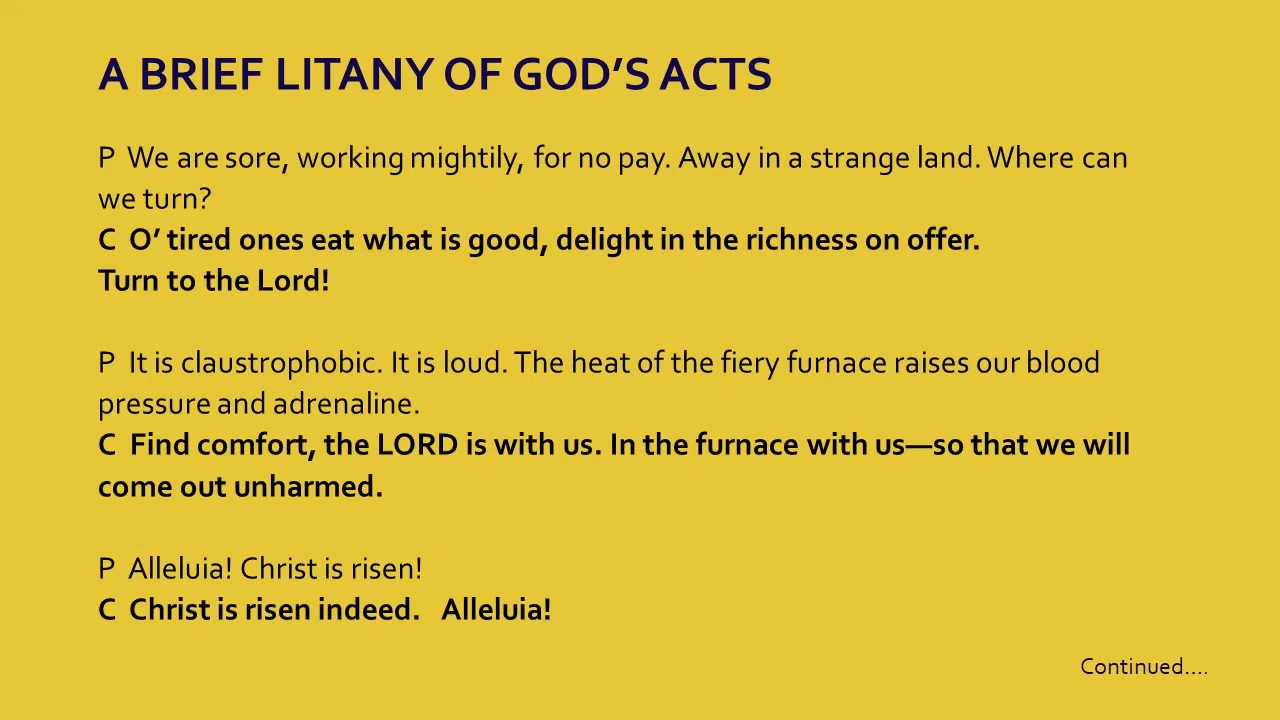 A BRIEF LITANY OF GOD’S ACTS
P We are sore, working mightily, for no pay. Away in a strange land. Where can
we turn?
C O’ tired ones eat what is good, delight in the richness on offer.
Turn to the Lord!
P It is claustrophobic. It is loud. The heat of the fiery furnace raises our blood
pressure and adrenaline.
C Find comfort, the LORD is with us. In the furnace with us—so that we will
come out unharmed.
P Alleluia! Christ is risen!
C Christ is risen indeed. Alleluia!
Continued....